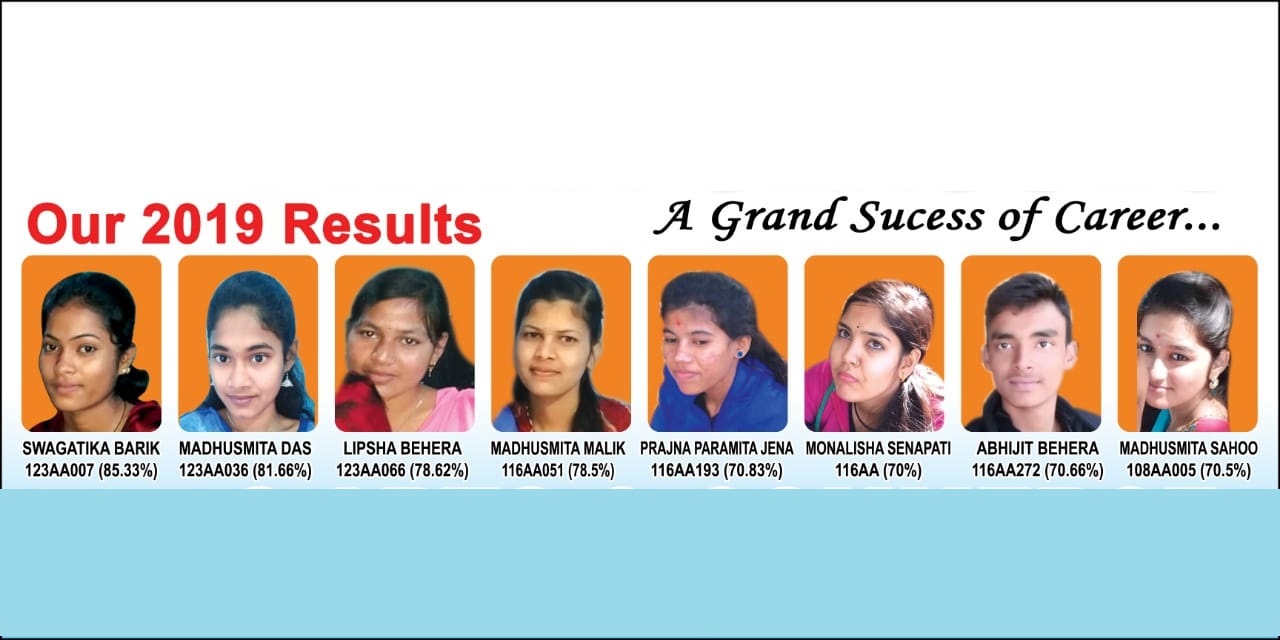 Our 2019 Results
A Grand Sucess of Career...
SWAGATIKA BARIK
123AA007 (85.33%)
MADHUSMITA DAS
123AA036 (81.66%)
LIPSHA BEHERA
123AA066 (78.62%)
MADHUSMITA MALIK
116AA051 (78.5%)
PRAJNA PARAMITA JENA
116AA193 (70.83%)
MONALISHA SENAPATI
116AA (70%)
ABHIJIT BEHERA
116AA272 (70.66%)
MADHUSMITA SAHOO
108AA005 (70.5%)